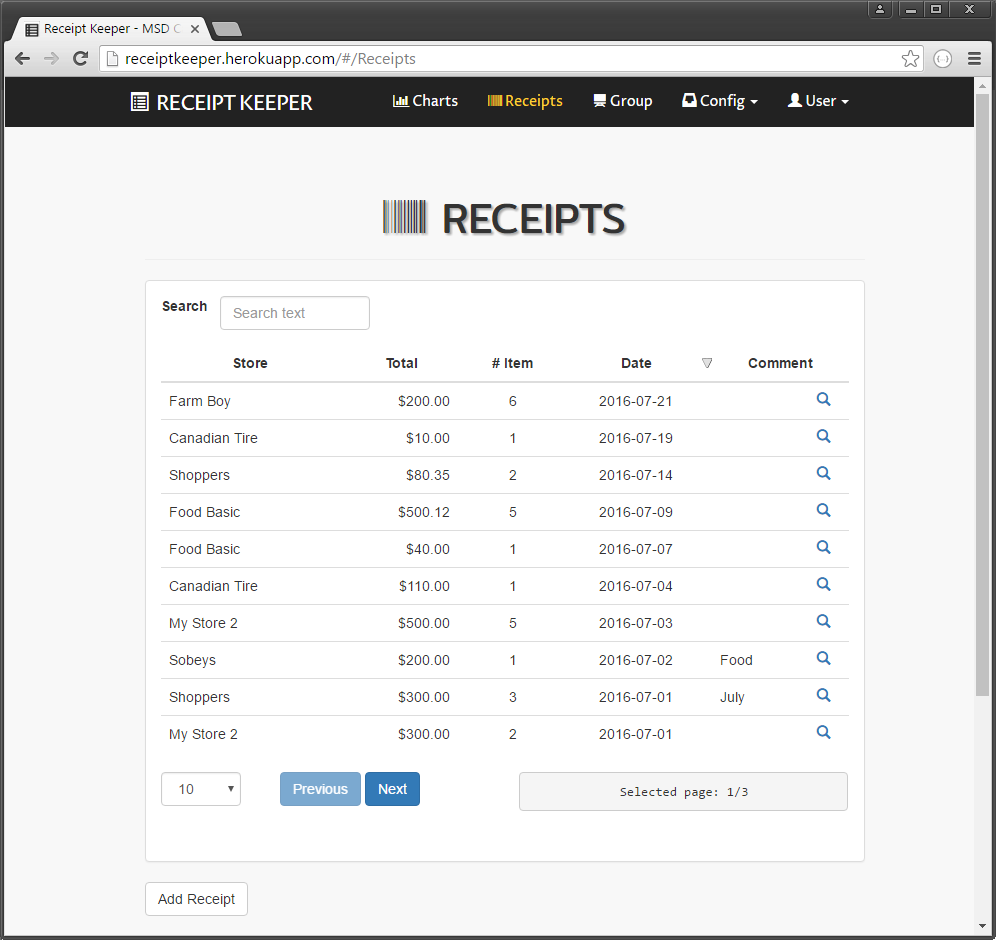 Receipt Keeper - MSD C
receiptkeeper.herokuapp.com/#/Receipts
RECEIPT KEEPER Charts Receipts Group Config User
RECEIPTS
Search Search text
Store Total # Item Date Comment
Farm Boy $200.00 6 2016-07-21
Canadian Tire $10.00 1 2016-07-19
Shoppers $80.35 2 2016-07-14
Food Basic $500.12 5 2016-07-09
Food Basic $40.00 1 2016-07-07
Canadian Tire $110.00 1 2016-07-04
My Store 2 $500.00 5 2016-07-03
Sobeys $200.00 1 2016-07-02 Food
Shoppers $300.00 3 2016-07-01 July
My Store 2 $300.00 2 2016-07-01
10 Previous Next Selected page: 1/3
Add Receipt